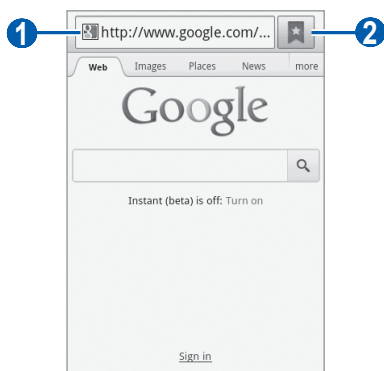 1 http://www.google.com/... 2
Web Images Places News more
Google
Instant (beta) is off: Turn on
Sign in